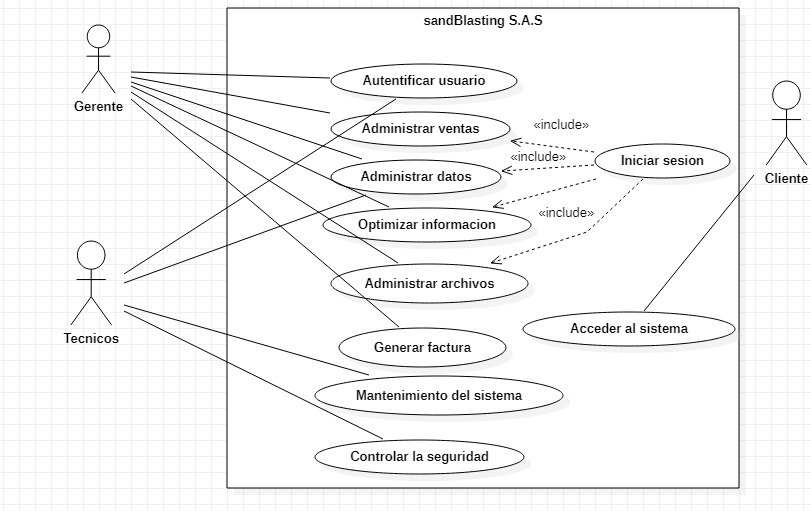 sandBlasting S.A.S
Gerente
Autentificar usuario
Administrar ventas
«include»
«include»
Iniciar sesion
Administrar datos
Cliente
Optimizar informacion
«include»
Administrar archivos
Tecnicos
Acceder al sistema
Generar factura
Mantenimiento del sistema
Controlar la seguridad